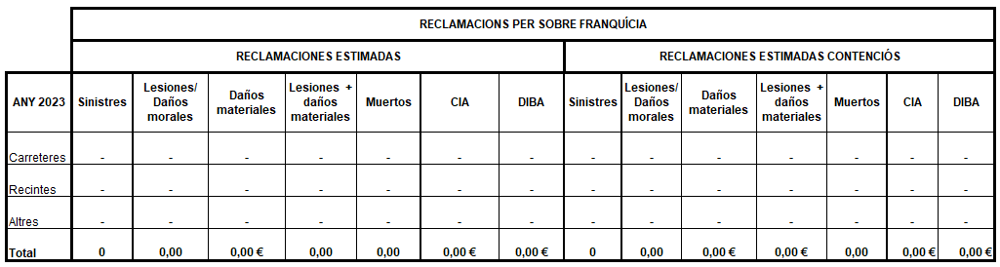 RECLAMACIONS PER SOBRE FRANQUÍCIA
RECLAMACIONES ESTIMADAS RECLAMACIONES ESTIMADAS CONTENCIÓS
ANY 2023 Sinistres Lesiones/ Daños morales Daños materiales Lesiones + daños materiales Muertos CIA DIBA Sinistres Lesiones/ Daños morales Daños materiales Lesiones + daños materiales Muertos CIA DIBA
Carreteres - - - - - - - - - - - - - -
Recintes - - - - - - - - - - - - - -
Altres - - - - - - - - - - - - - -
Total 0 0,00 0,00 € 0,00 0,00 0,00 € 0,00 € 0 0,00 0,00 € 0,00 € 0,00 0,00 € 0,00 €